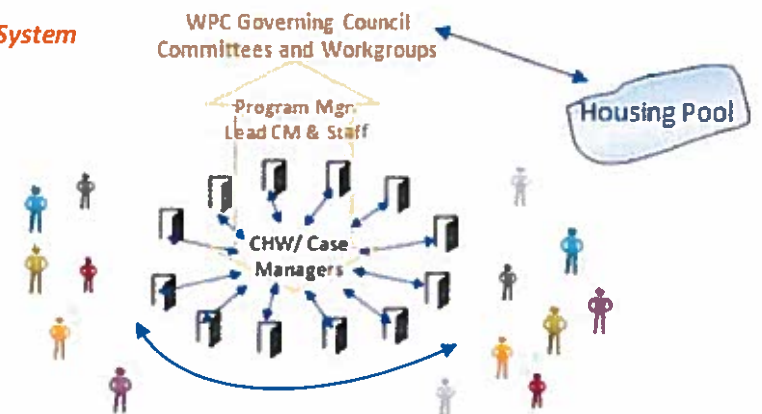 System
WPC Governing Council
Committees and Workgroups
Program Mgr.
Lead CM & Staff
Housing Pool
CHW/ Case
Managers